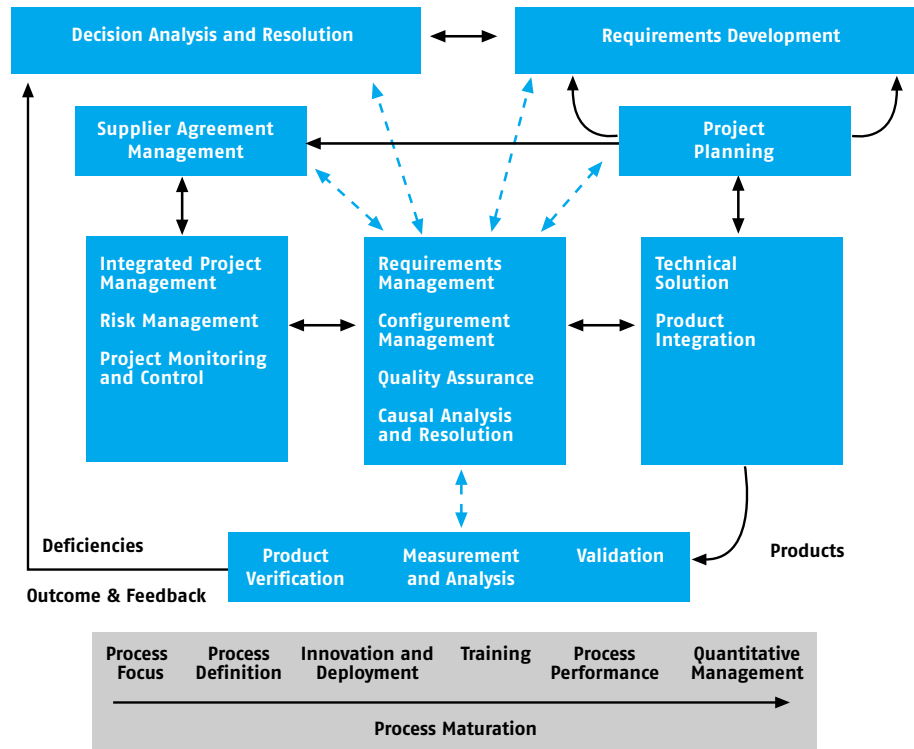 Decision Analysis and Resolution
Requirements Development
Supplier Agreement
Management
Project
Planning
Integrated Project
Management
Risk Management
Project Monitoring
and Control
Requirements
Management
Configurement
Management
Quality Assurance
Causal Analysis
and Resolution
Technical
Solution
Product
Integration
Deficiencies
Outcome & Feedback
Product
Verification
Measurement
and Analysis
Validation
Products
Process
Focus
Process
Definition
Innovation and
Deployment
Training
Process
Performance
Quantitative
Management
Process Maturation